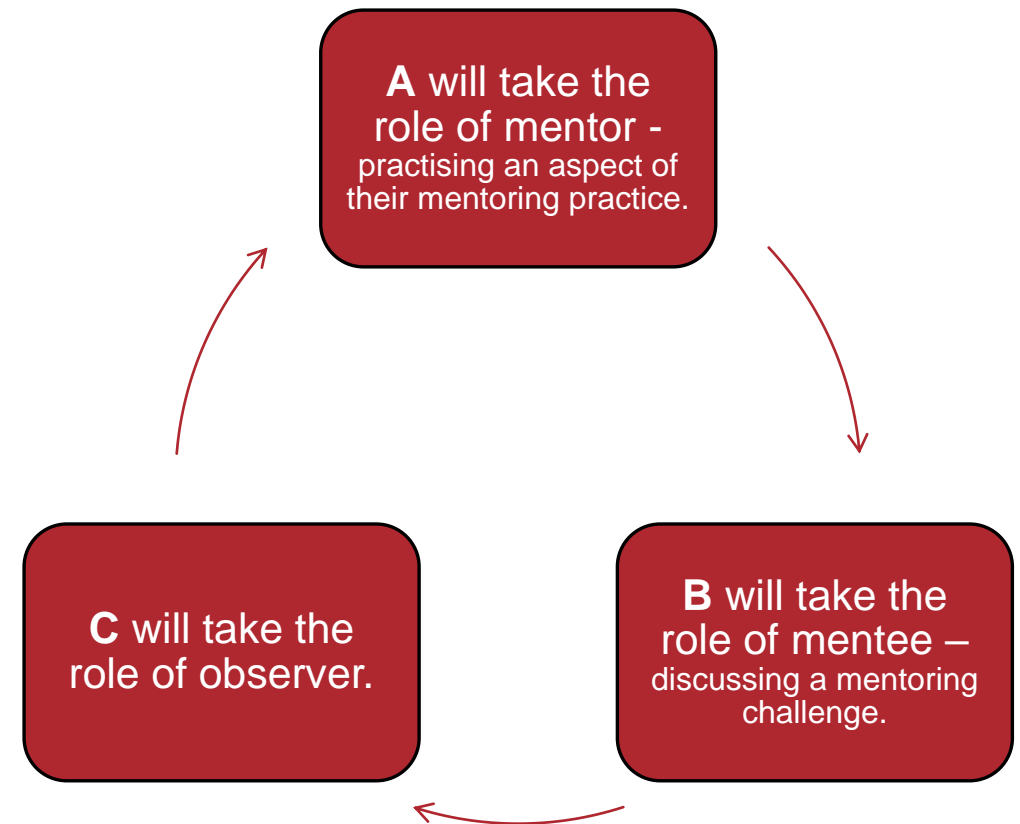 A will take the
role of mentor -
practising an aspect of
their mentoring practice.
B will take the
role of mentee –
discussing a mentoring
challenge.
C will take the
role of observer.